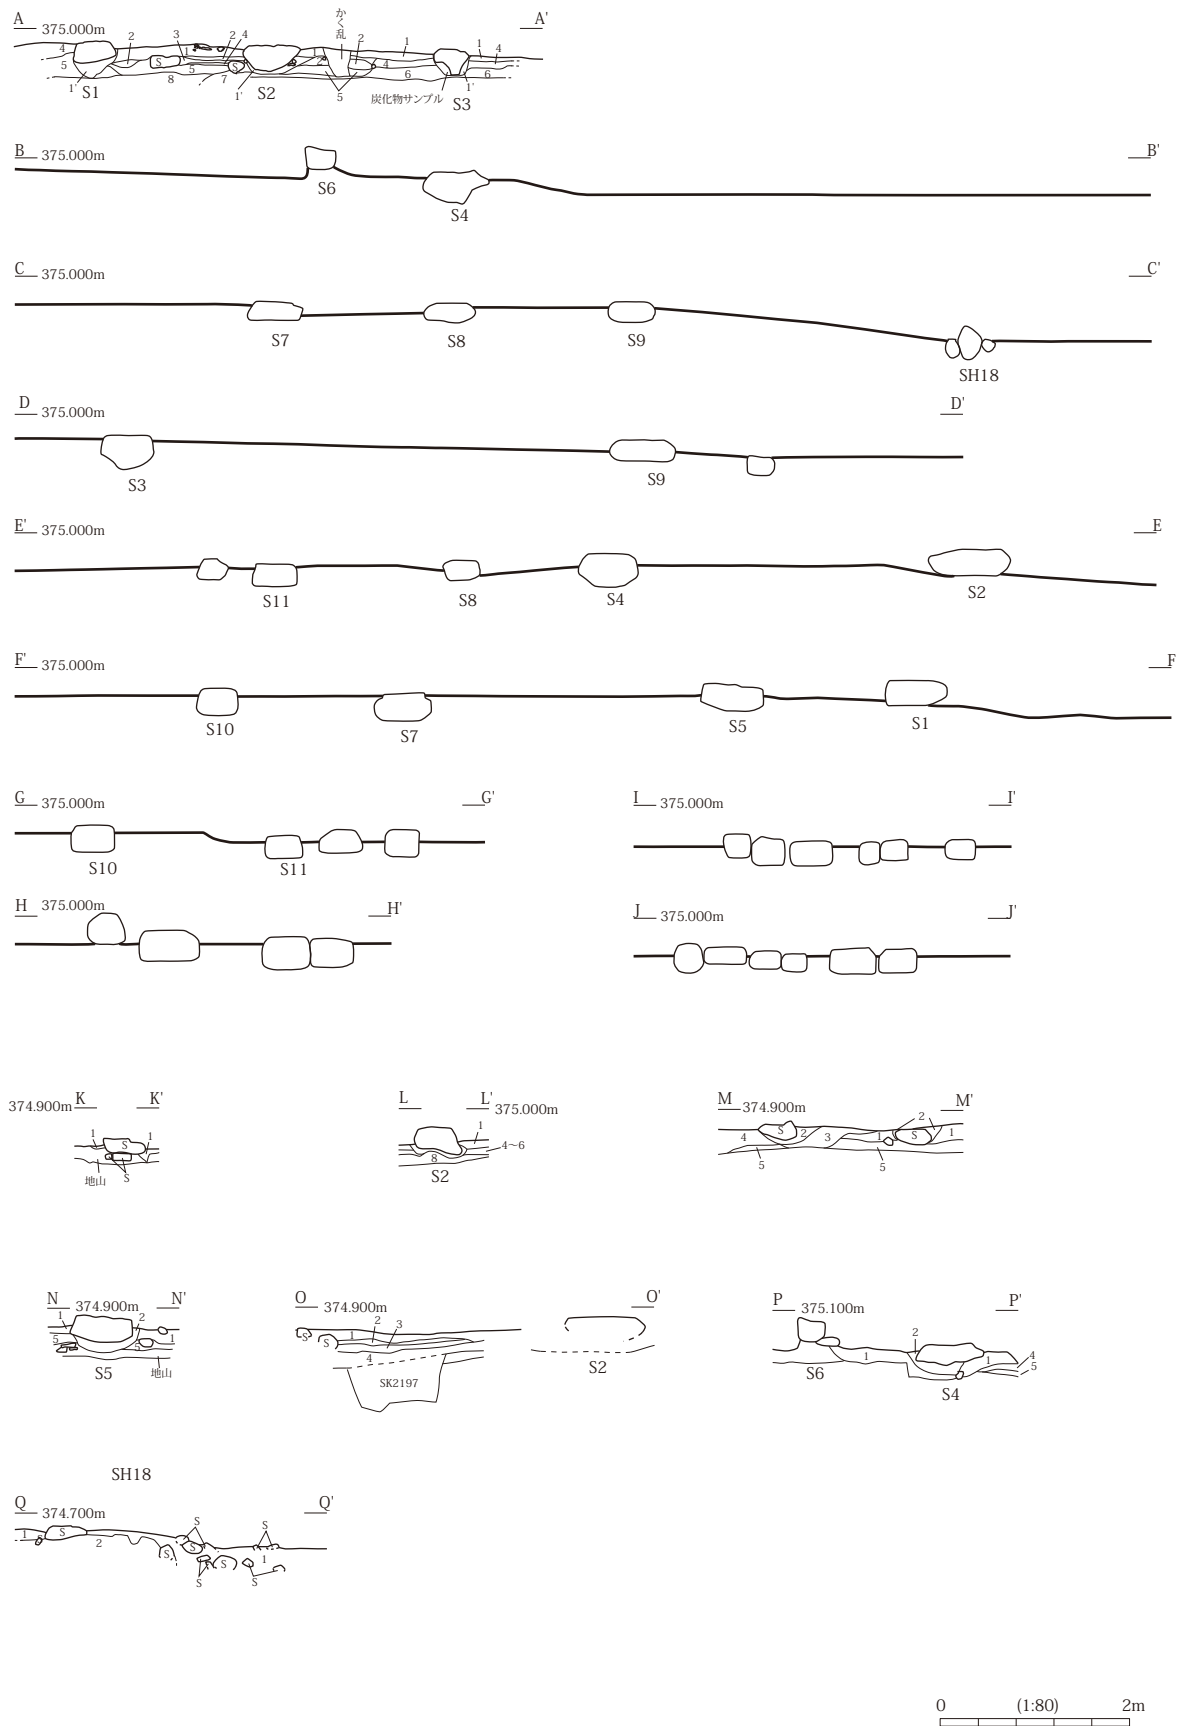 A 375.000m A'
かく乱
4 2 3 1 2 4 1 2 1 1 4
5 S 5 S 2 4 6 6
1' 8 7 1' 5 1'
S1 S2 炭化物サンプル S3
B 375.000m B'
S6
S4
C 375.000m C'
S7 S8 S9
SH18
D 375.000m D'
S3 S9
E' 375.000m E
S11 S8 S4 S2
F' 375.000m F
S10 S7 S5 S1
G 375.000m G'
S10 S11
I 375.000m I'
H 375.000m H'
J 375.000m J'
374.900m K K'
1 S 1
地山 S
L L' 375.000m
1
4〜6
8
S2
M 374.900m M'
2
4 S 2 3 1 S 1
5 5
N 374.900m N'
1 2
5 5 1
S5 地山
O 374.900m O'
S S 1 2 3
4
SK2197
S2
P 375.100m P'
2
1 1 4
5
S6 S4
SH18
Q 374.700m Q'
1 S S 2 S S S S
S S 1
S S
0 (1:80) 2m